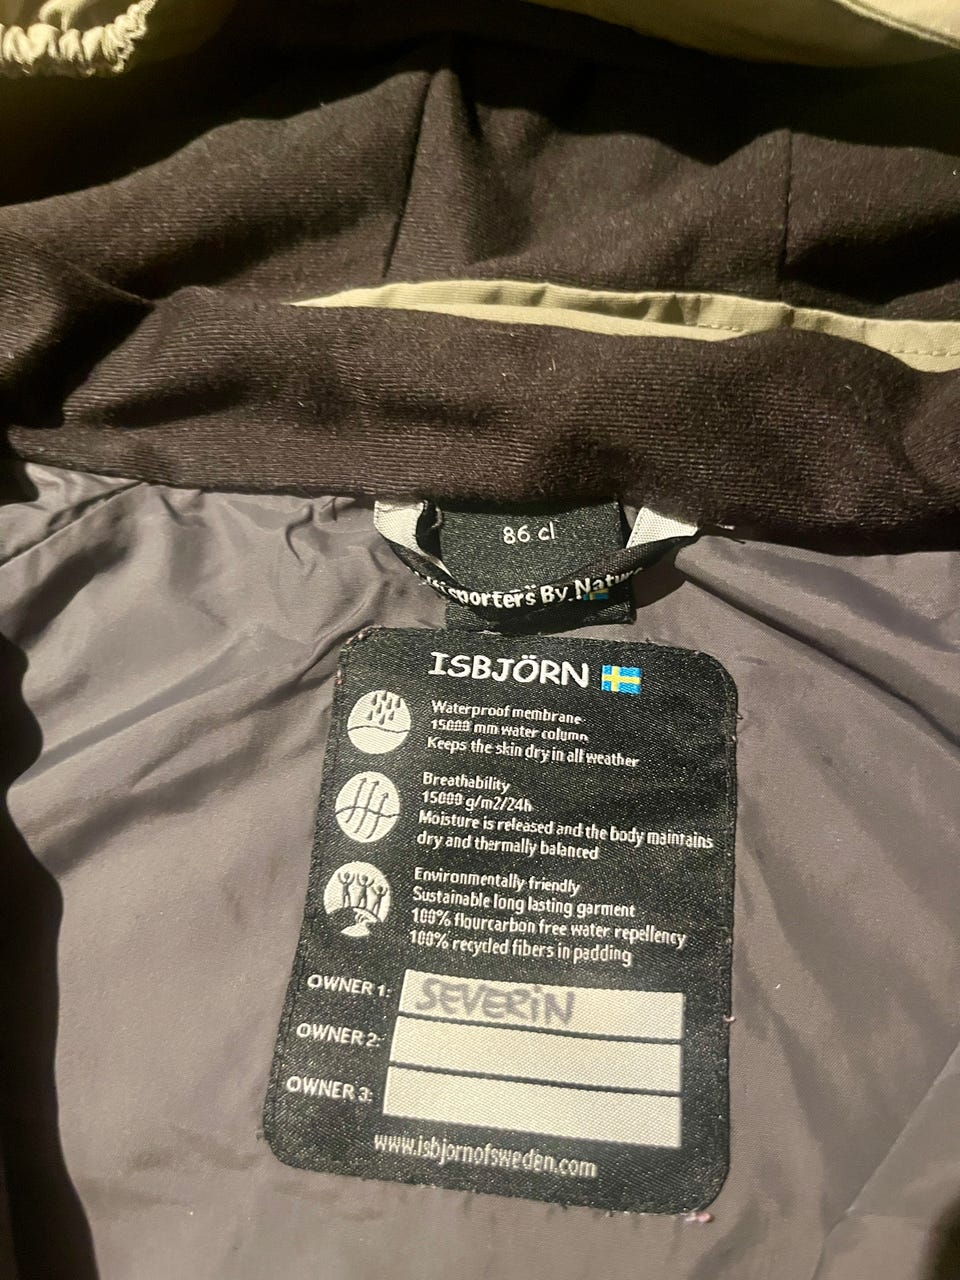 86 cl
By Nature
ISBJÖRN
Waterproof membrane
15000 mm water column
Keeps the skin dry in all weather
Breathability
15000 g/m2/24h
Moisture is released and the body maintains
dry and thermally balanced
Environmentally friendly
Sustainable long lasting garment
100% flourcarbon free water repellency
100% recycled fibers in padding
OWNER 1: SEVERiN
OWNER 2:
OWNER 3:
www.isbjornofsweden.com